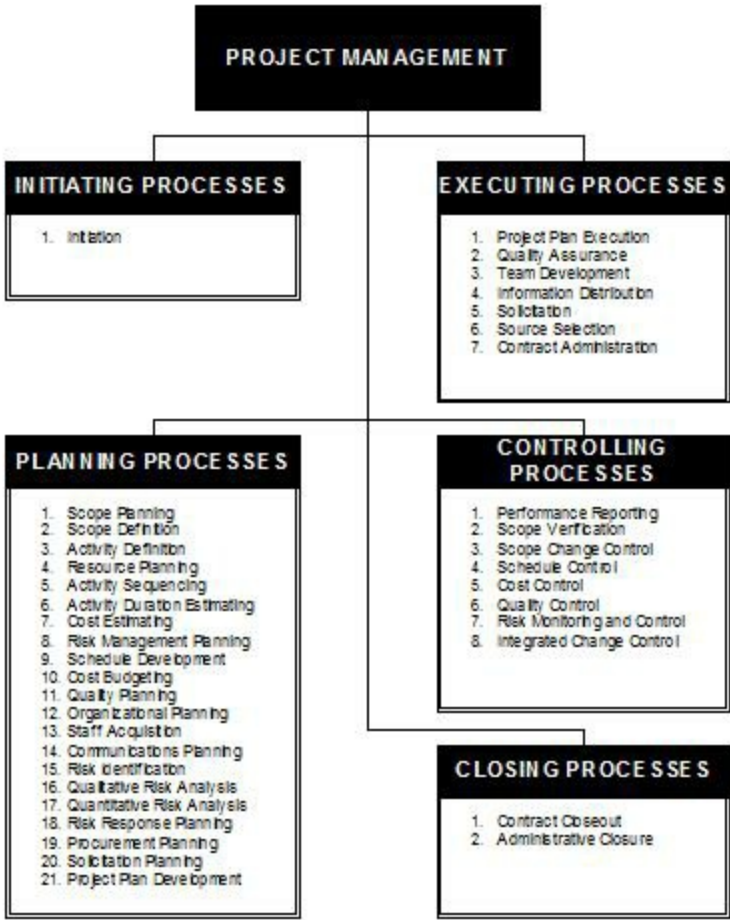 PROJECT MANAGEMENT
INITIATING PROCESSES
1. Initiation
EXECUTING PROCESSES
1. Project Plan Execution
2. Quality Assurance
3. Team Development
4. Information Distribution
5. Solicitation
6. Source Selection
7. Contract Administration
PLANNING PROCESSES
1. Scope Planning
2. Scope Definition
3. Activity Definition
4. Resource Planning
5. Activity Sequencing
6. Activity Duration Estimating
7. Cost Estimating
8. Risk Management Planning
9. Schedule Development
10. Cost Budgeting
11. Quality Planning
12. Organizational Planning
13. Staff Acquisition
14. Communications Planning
15. Risk Identification
16. Qualitative Risk Analysis
17. Quantitative Risk Analysis
18. Risk Response Planning
19. Procurement Planning
20. Solicitation Planning
21. Project Plan Development
CONTROLLING
PROCESSES
1. Performance Reporting
2. Scope Verification
3. Scope Change Control
4. Schedule Control
5. Cost Control
6. Quality Control
7. Risk Monitoring and Control
8. Integrated Change Control
CLOSING PROCESSES
1. Contract Closeout
2. Administrative Closure